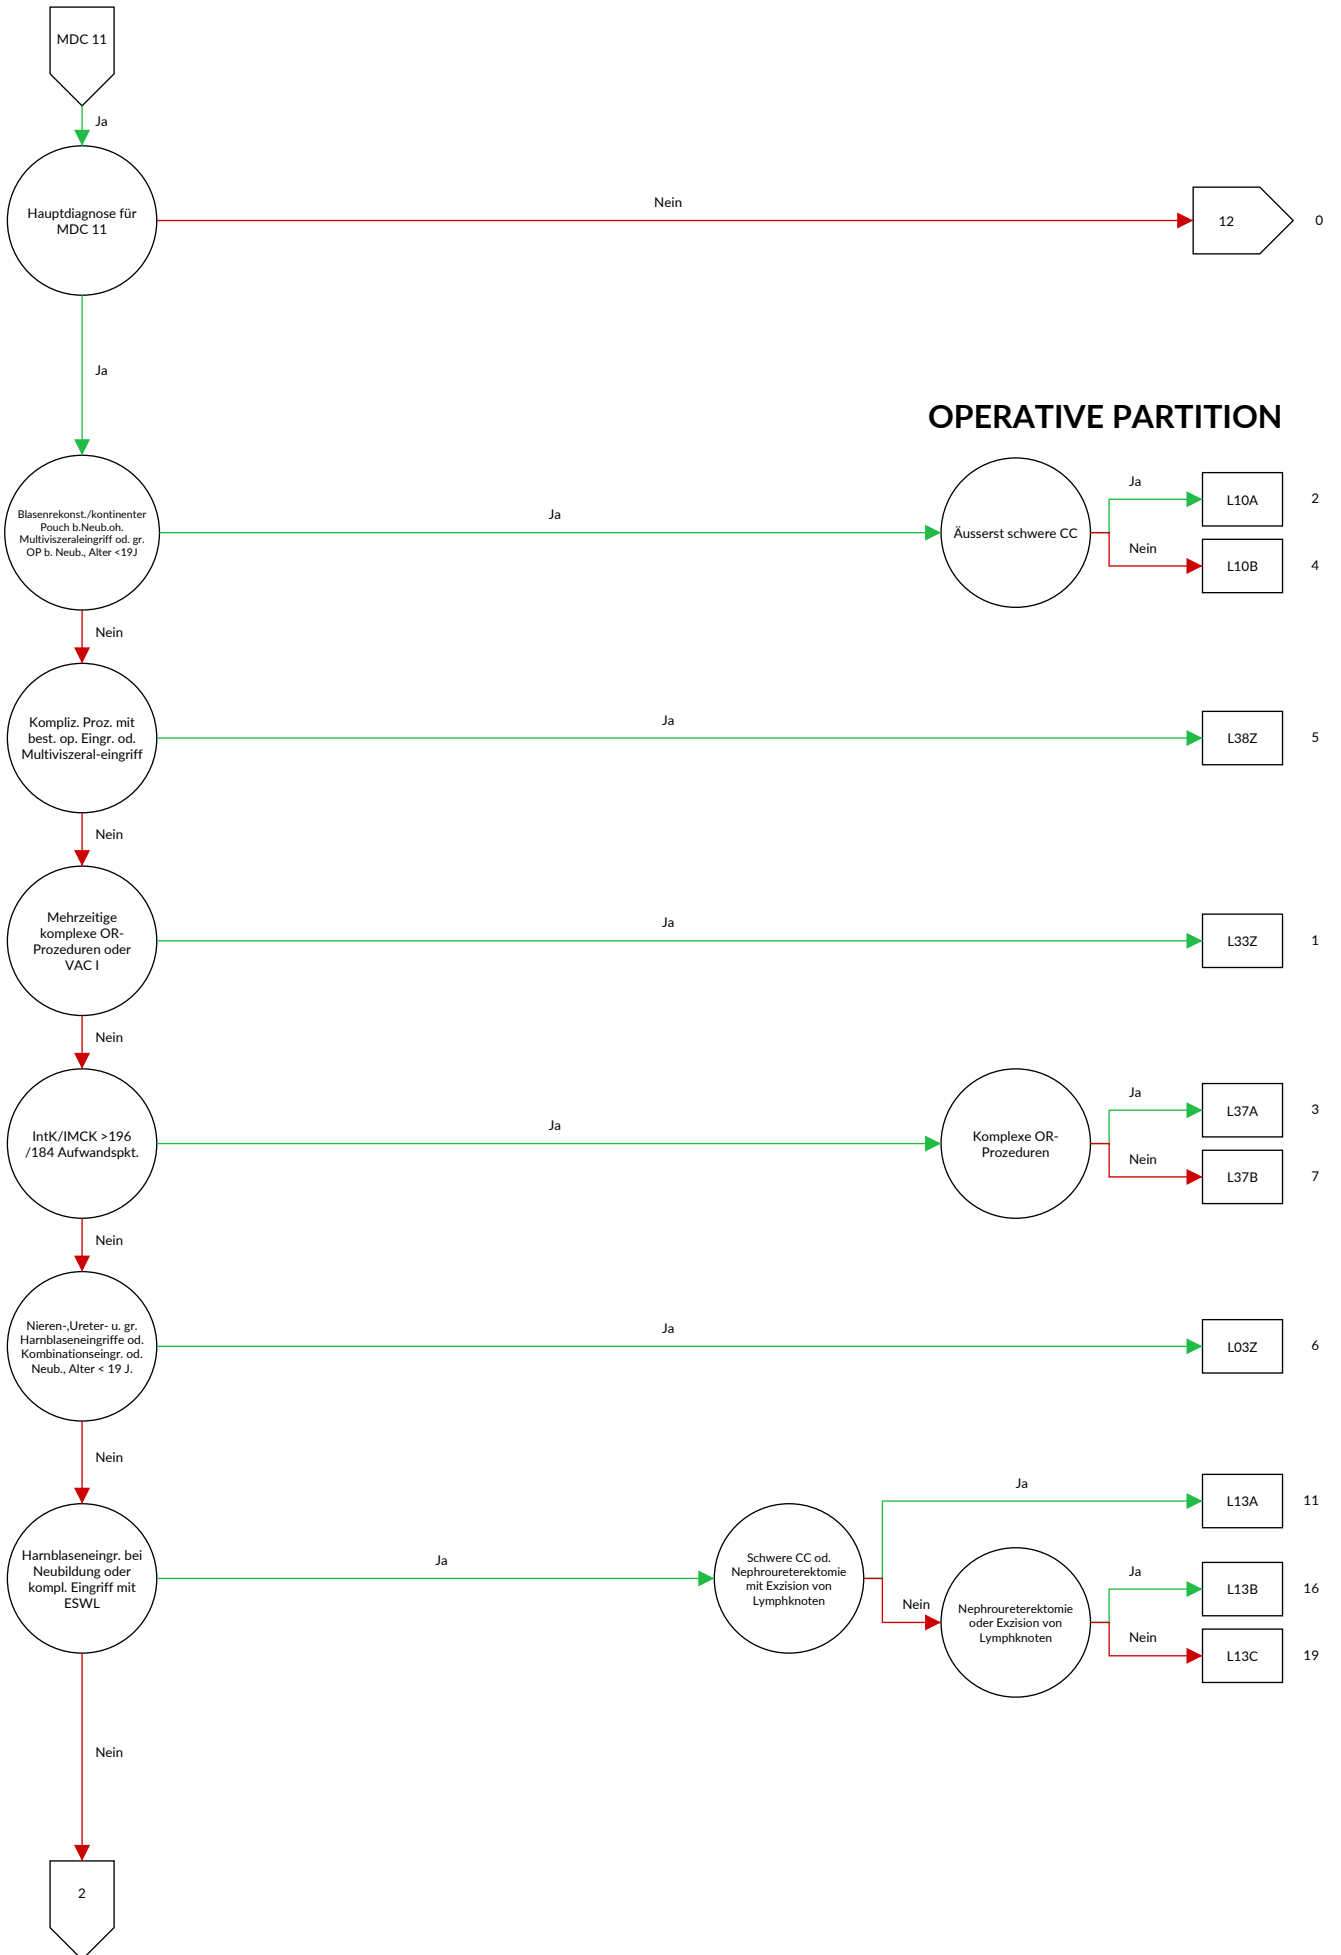 MDC 11
Ja
Hauptdiagnose für
MDC 11
Nein
12
0
Ja
OPERATIVE PARTITION
Blasenrekonst./kontinenter
Pouch b.Neub.oh.
Multiviszeraleingriff od. gr.
OP b. Neub., Alter <19J
Ja
Äusserst schwere CC
Ja
L10A
2
Nein
L10B
4
Nein
Kompliz. Proz. mit
best. op. Eingr. od.
Multiviszeral-eingriff
Ja
L38Z
5
Nein
Mehrzeitige
komplexe OR-
Prozeduren oder
VAC I
Ja
L33Z
1
Nein
IntK/IMCK >196
/184 Aufwandspkt.
Ja
Komplexe OR-
Prozeduren
Ja
L37A
3
Nein
L37B
7
Nein
Nieren-,Ureter- u. gr.
Harnblaseneingriffe od.
Kombinationseingr. od.
Neub., Alter < 19 J.
Ja
L03Z
6
Nein
Harnblaseneingr. bei
Neubildung oder
kompl. Eingriff mit
ESWL
Ja
Schwere CC od.
Nephroureterektomie
mit Exzision von
Lymphknoten
Ja
L13A
11
Nein
Nephroureterektomie
oder Exzision von
Lymphknoten
Ja
L13B
16
Nein
L13C
19
Nein
2